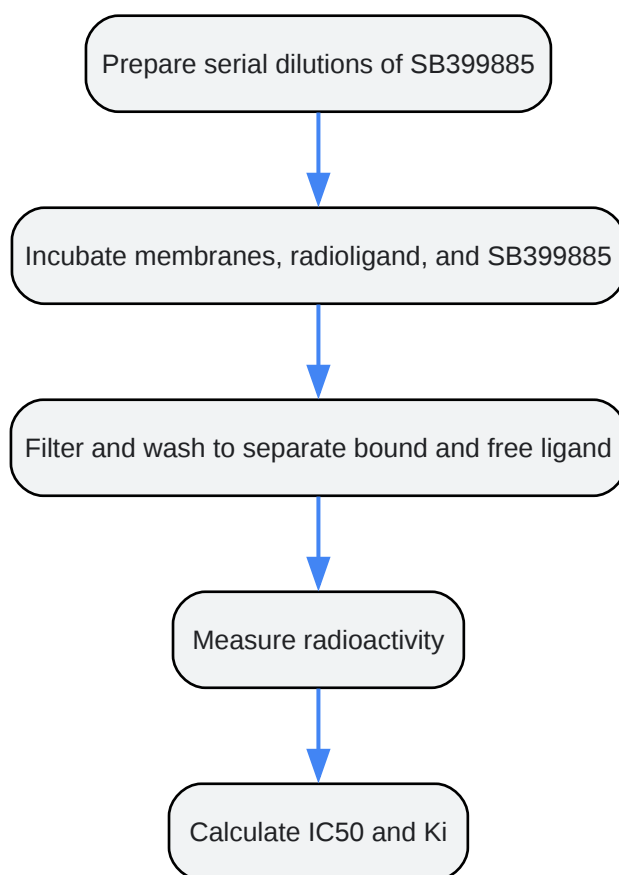 Prepare serial dilutions of SB399885
Incubate membranes, radioligand, and SB399885
Filter and wash to separate bound and free ligand
Measure radioactivity
Calculate IC50 and Ki